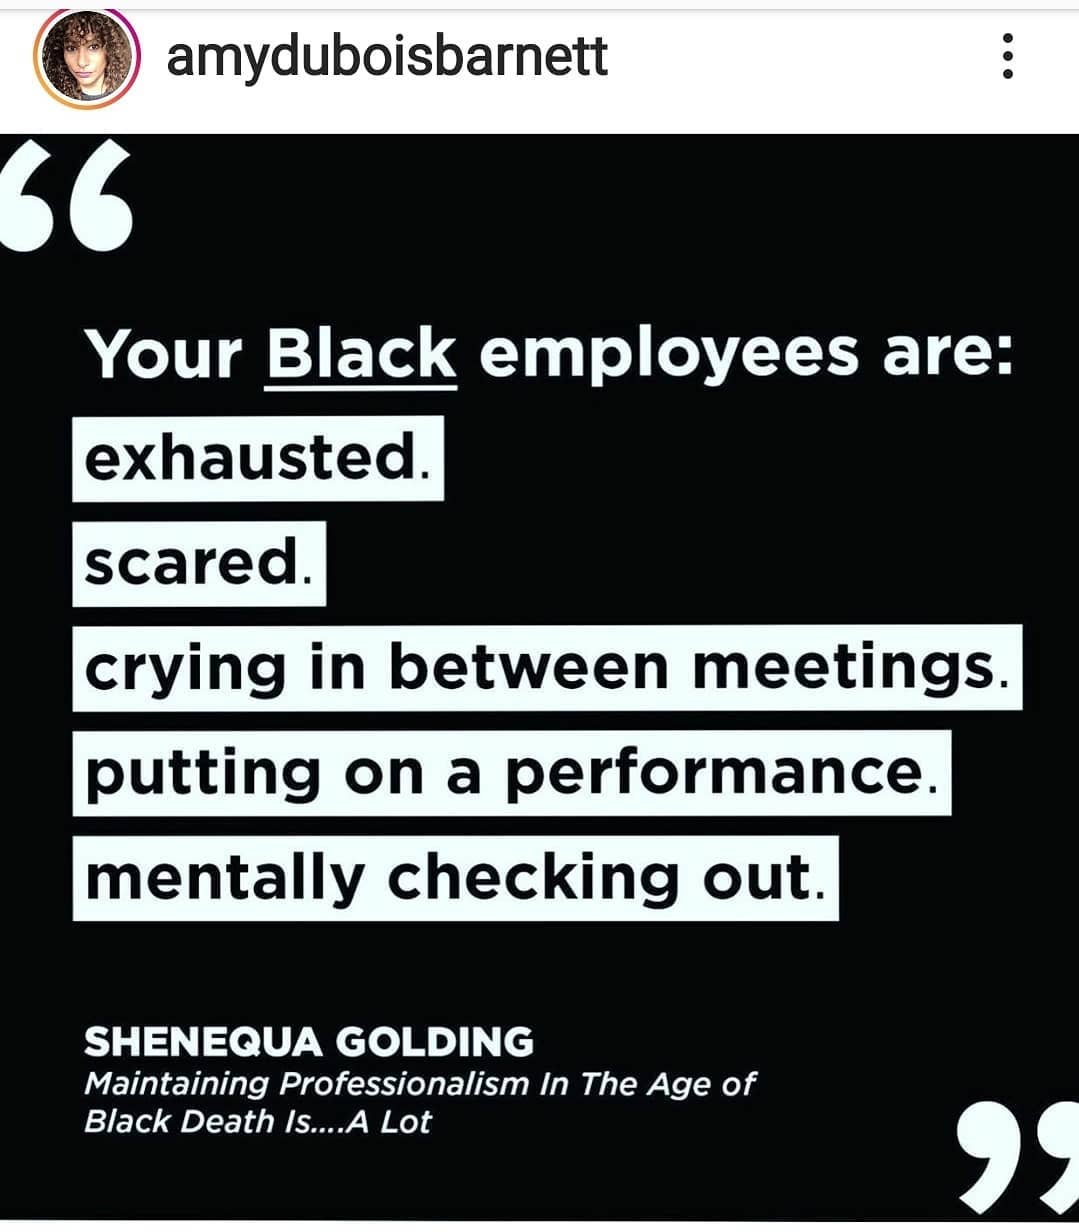 amyduboisbarnett
“
Your Black employees are:
exhausted.
scared.
crying in between meetings.
putting on a performance.
mentally checking out.
SHENEQUA GOLDING
Maintaining Professionalism In The Age of
Black Death Is....A Lot
”